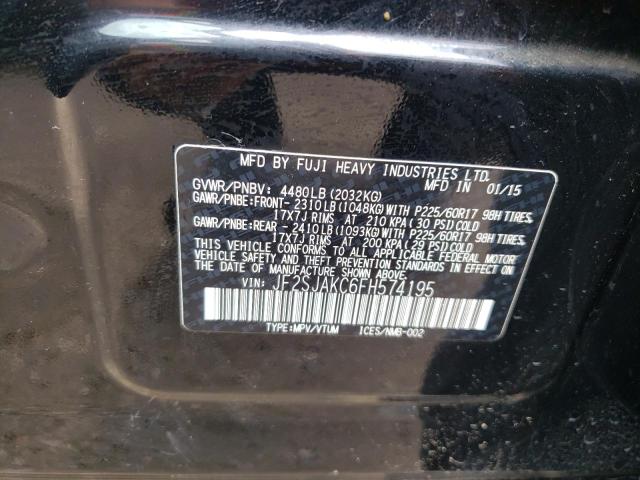 MFD BY FUJI HEAVY INDUSTRIES LTD.
GVWR/PNBV: 4480LB(2032KG) MFD IN 01/15
GAWR/PNBE:FRONT- 2310LB(1048KG)WITH P225/60R17 98H TIRES,
17X7J RIMS AT 210 KPA(30 PSI)COLD
GAWR/PNBE:REAR - 2410LB(1093KG)WITH P225/60R17 98H TIRES,
17X7J RIMS AT 200 KPA(29 PSI)COLD
THIS VEHICLE CONFORMS TO ALL APPLICABLE FEDERAL MOTOR
VEHICLE SAFETY AND THEFT PREVENTION STANDARDS IN EFFECT
ON THE DATE OF MANUFACTURE SHOWN ABOVE.
VIN: JF2SJAKC6FH574195
TYPE:MPV/VTUM ICES/NMB-002